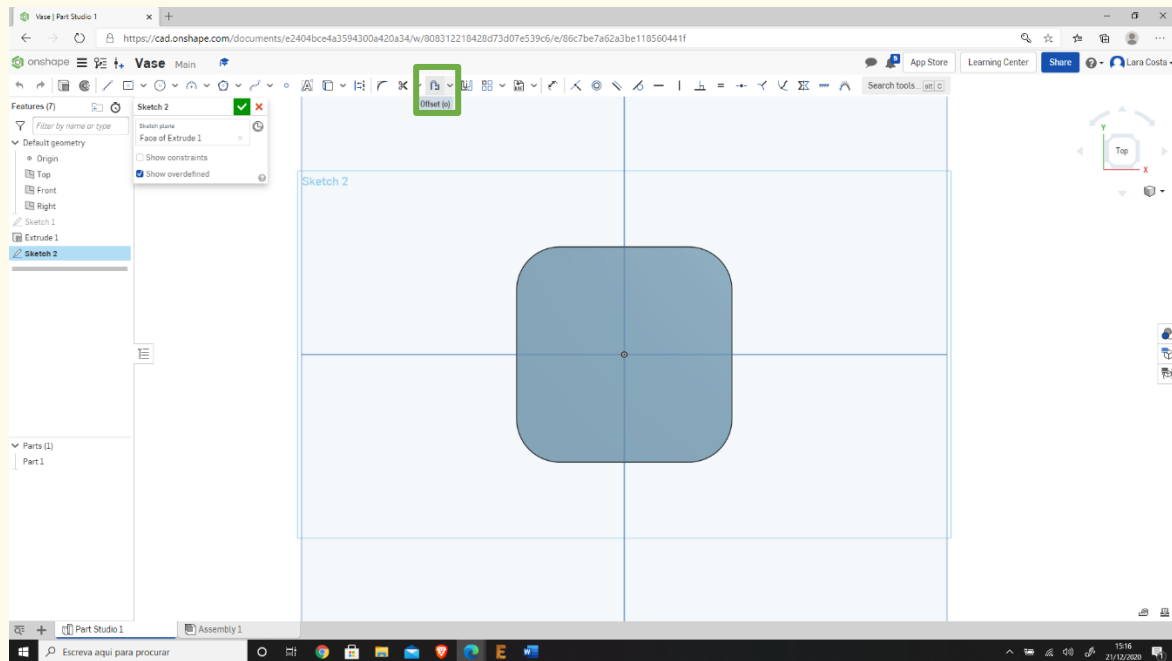 Vase | Part Studio 1
https://cad.onshape.com/documents/e2404bce4a3594300a420a34/w/808312218428d73d07e539c6/e/86c7be7a62a3be118560441f
onshape Vase Main App Store Learning Center Share Lara Costa
Search tools... alt C
Offset (o)
Features (7)
Filter by name or type
Default geometry
Origin
Top
Front
Right
Sketch 1
Extrude 1
Sketch 2
Sketch 2
Sketch plane
Face of Extrude 1
Show constraints
Show overdefined
Sketch 2
Y
Top
X
Parts (1)
Part 1
Part Studio 1 Assembly 1
Escreva aqui para procurar
15:16
21/12/2020